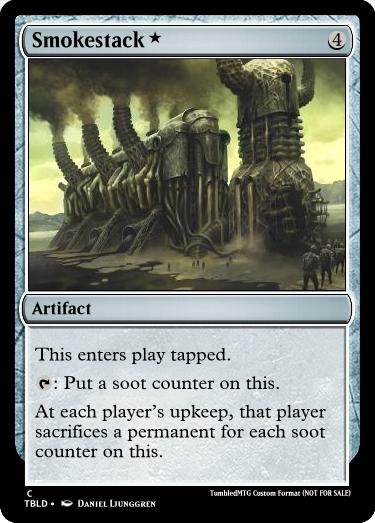 Smokestack ★ 4
Artifact
This enters play tapped.
: Put a soot counter on this.
At each player's upkeep, that player
sacrifices a permanent for each soot
counter on this.
C
TBLD • Daniel Ljunggren
TumbledMTG Custom Format (NOT FOR SALE)